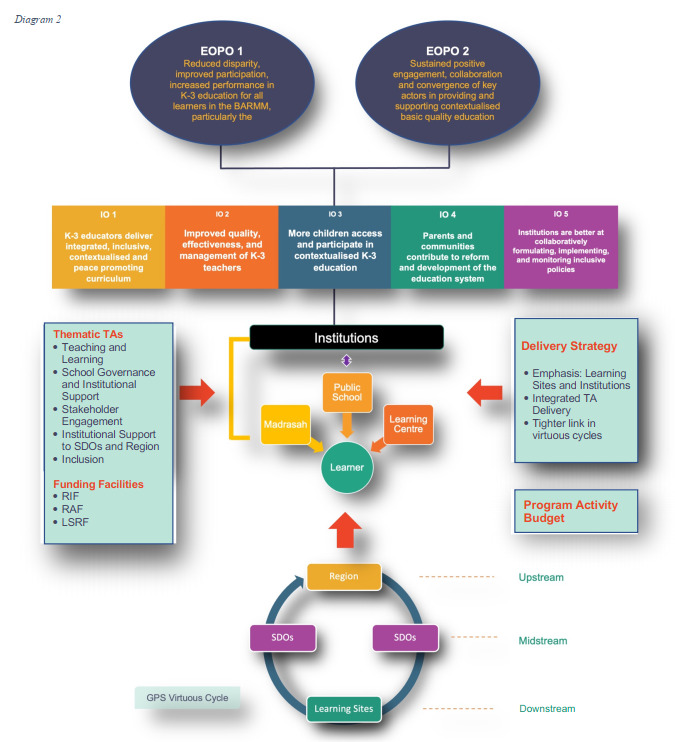 Diagram 2
EOPO 1
Reduced disparity,
improved participation,
increased performance in
K-3 education for all
learners in the BARMM,
particularly the
EOPO 2
Sustained positive
engagement, collaboration
and convergence of key
actors in providing and
supporting contextualised
basic quality education
IO 1
K-3 educators deliver
integrated, inclusive,
contextualised and
peace promoting
curriculum
IO 2
Improved quality,
effectiveness, and
management of K-3
teachers
IO 3
More children access
and participate in
contextualised K-3
education
IO 4
Parents and
communities
contribute to reform
and development of the
education system
IO 5
Institutions are better at
collaboratively
formulating, implementing,
and monitoring inclusive
policies
Thematic TAs
• Teaching and
Learning
• School Governance
and Institutional
Support
• Stakeholder
Engagement
• Institutional Support
to SDOs and Region
• Inclusion
Funding Facilities
• RIF
• RAF
• LSRF
Institutions
Public
School
Madrasah
Learning
Centre
Learner
Delivery Strategy
• Emphasis: Learning
Sites and Institutions
• Integrated TA
Delivery
• Tighter link in
virtuous cycles
Program Activity
Budget
Region
Upstream
SDOs
SDOs
Midstream
GPS Virtuous Cycle
Learning Sites
Downstream